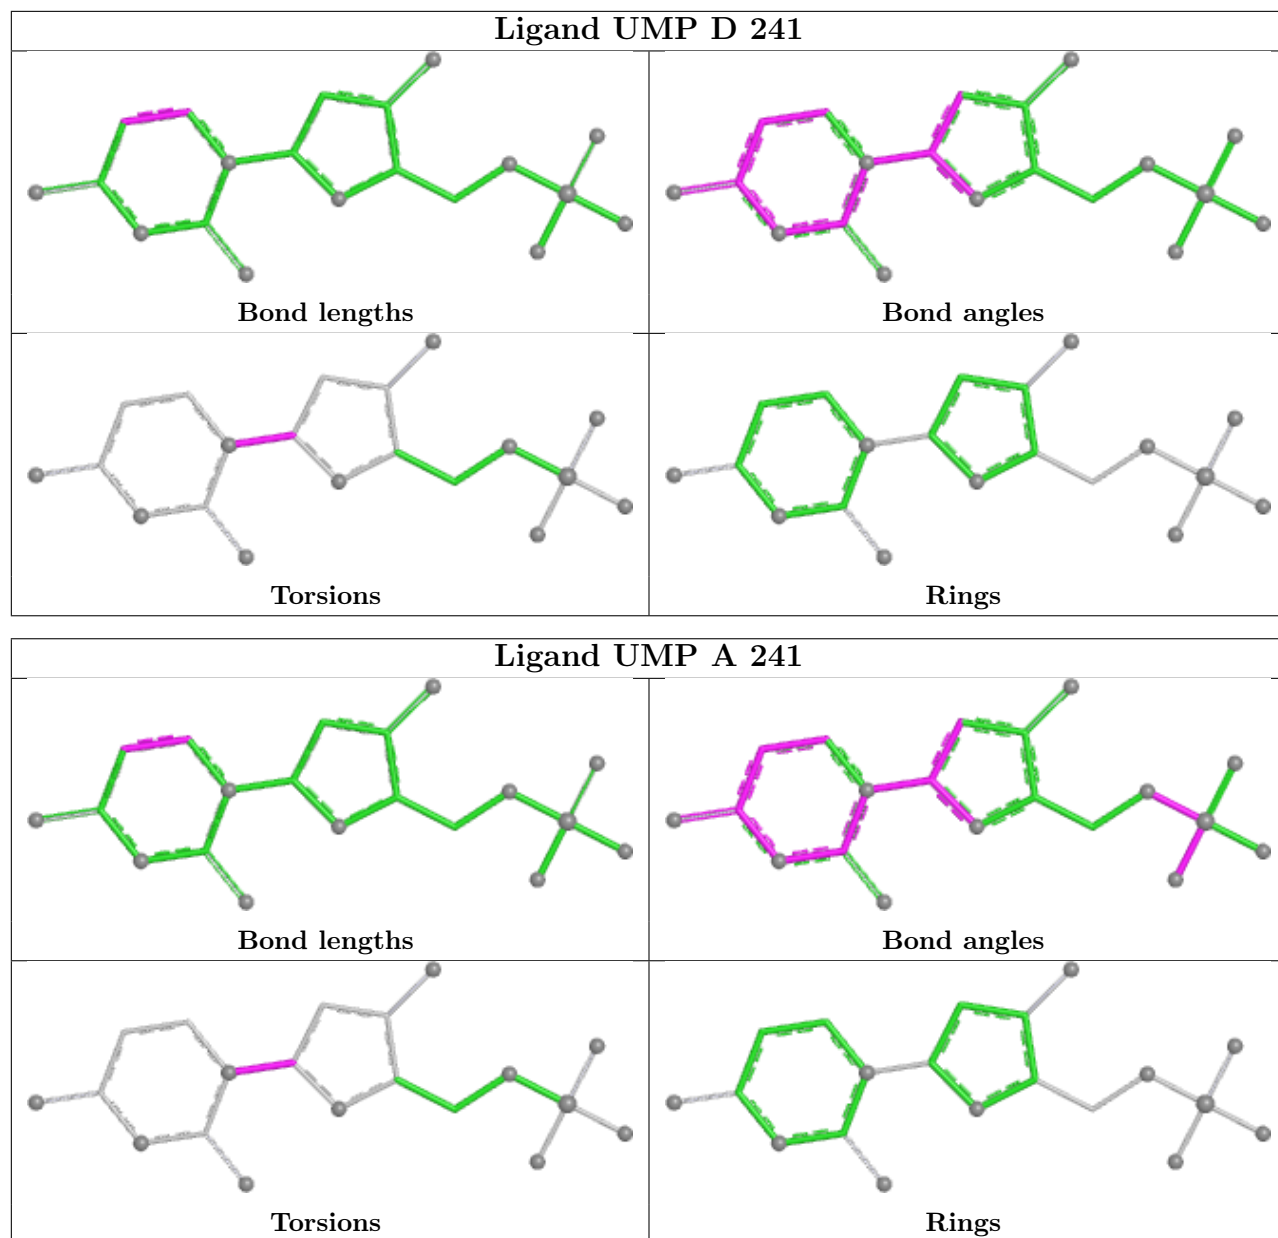 Ligand UMP D 241
Bond lengths
Bond angles
Torsions
Rings
Ligand UMP A 241
Bond lengths
Bond angles
Torsions
Rings